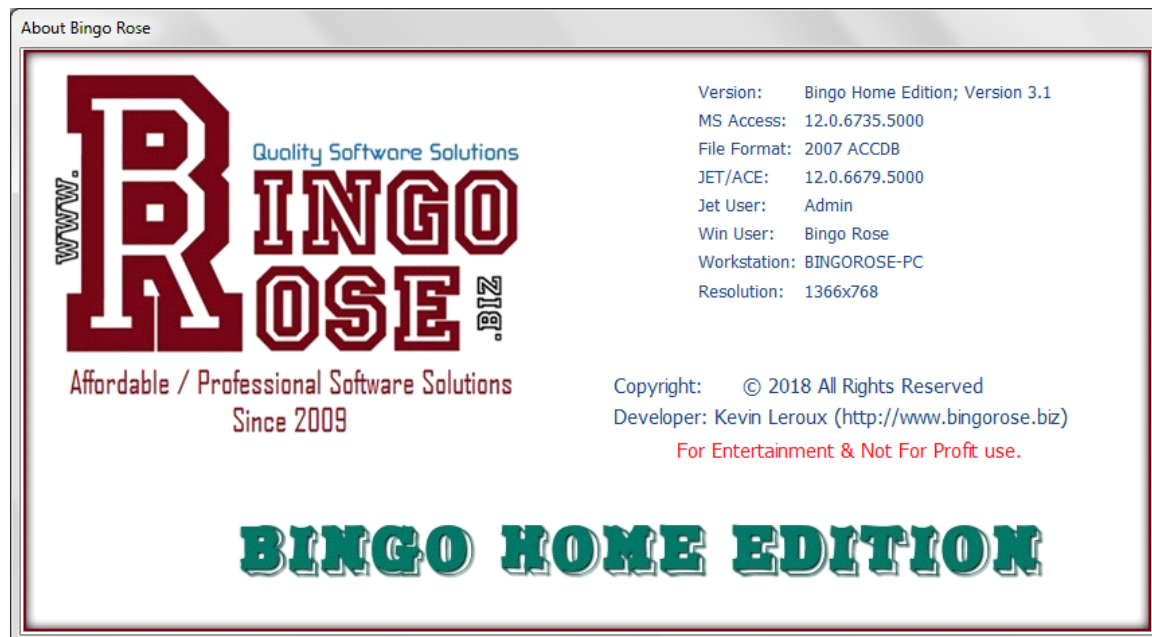 About Bingo Rose
www.
Quality Software Solutions
BINGO
ROSE
.BIZ
Affordable / Professional Software Solutions
Since 2009
Version: Bingo Home Edition; Version 3.1
MS Access: 12.0.6735.5000
File Format: 2007 ACCDB
JET/ACE: 12.0.6679.5000
Jet User: Admin
Win User: Bingo Rose
Workstation: BINGOROSE-PC
Resolution: 1366x768
Copyright: © 2018 All Rights Reserved
Developer: Kevin Leroux (http://www.bingorose.biz)
For Entertainment & Not For Profit use.
BINGO HOME EDITION